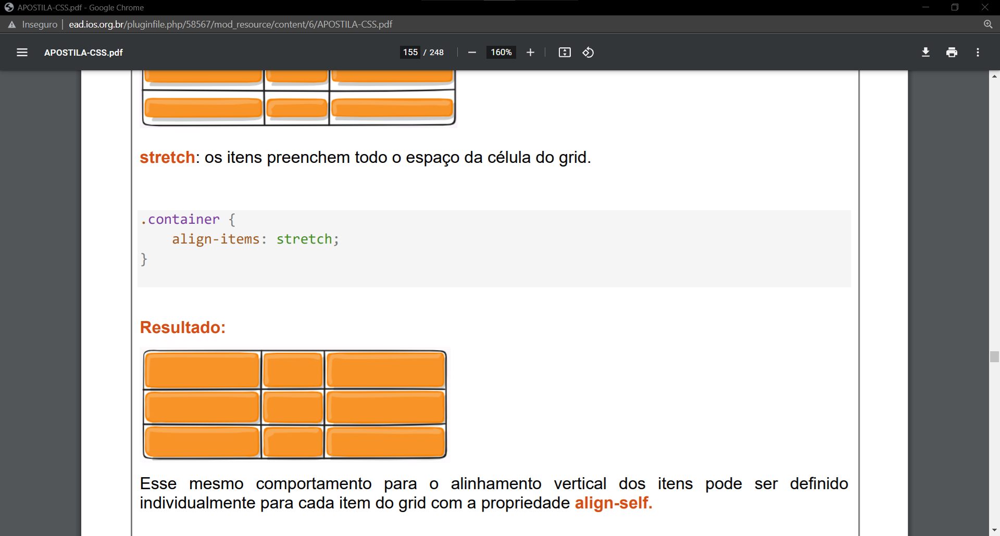 APOSTILA-CSS.pdf - Google Chrome
Inseguro | ead.ios.org.br/pluginfile.php/58567/mod_resource/content/6/APOSTILA-CSS.pdf
APOSTILA-CSS.pdf 155 / 248 160%
stretch: os itens preenchem todo o espaço da célula do grid.
.container {
    align-items: stretch;
}
Resultado:
Esse mesmo comportamento para o alinhamento vertical dos itens pode ser definido
individualmente para cada item do grid com a propriedade align-self.